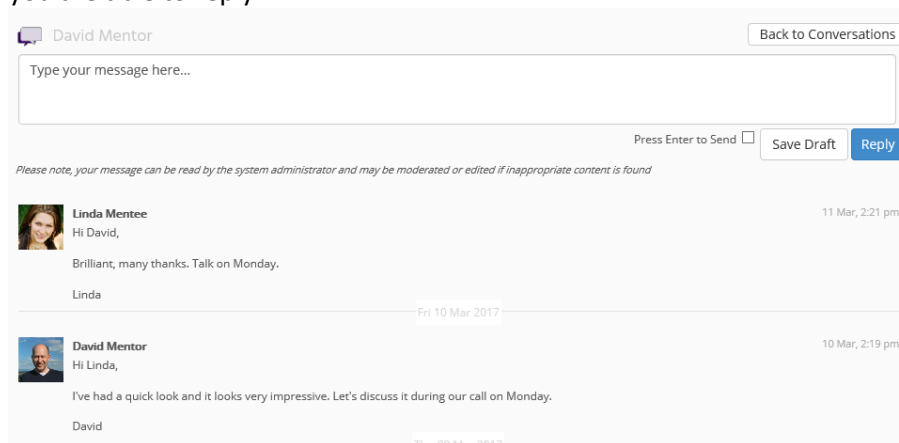 David Mentor
Back to Conversations
Type your message here...
Press Enter to Send
Save Draft
Reply
Please note, your message can be read by the system administrator and may be moderated or edited if inappropriate content is found
Linda Mentee
11 Mar, 2:21 pm
Hi David,
Brilliant, many thanks. Talk on Monday.
Linda
Fri 10 Mar 2017
David Mentor
10 Mar, 2:19 pm
Hi Linda,
I've had a quick look and it looks very impressive. Let's discuss it during our call on Monday.
David